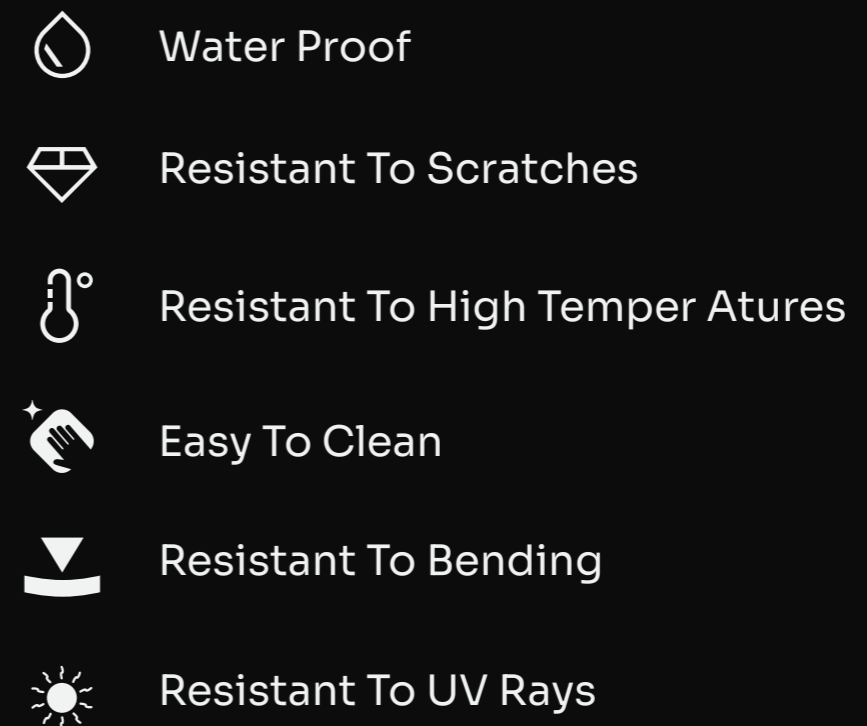 Water Proof
Resistant To Scratches
Resistant To High Temper Atures
Easy To Clean
Resistant To Bending
Resistant To UV Rays